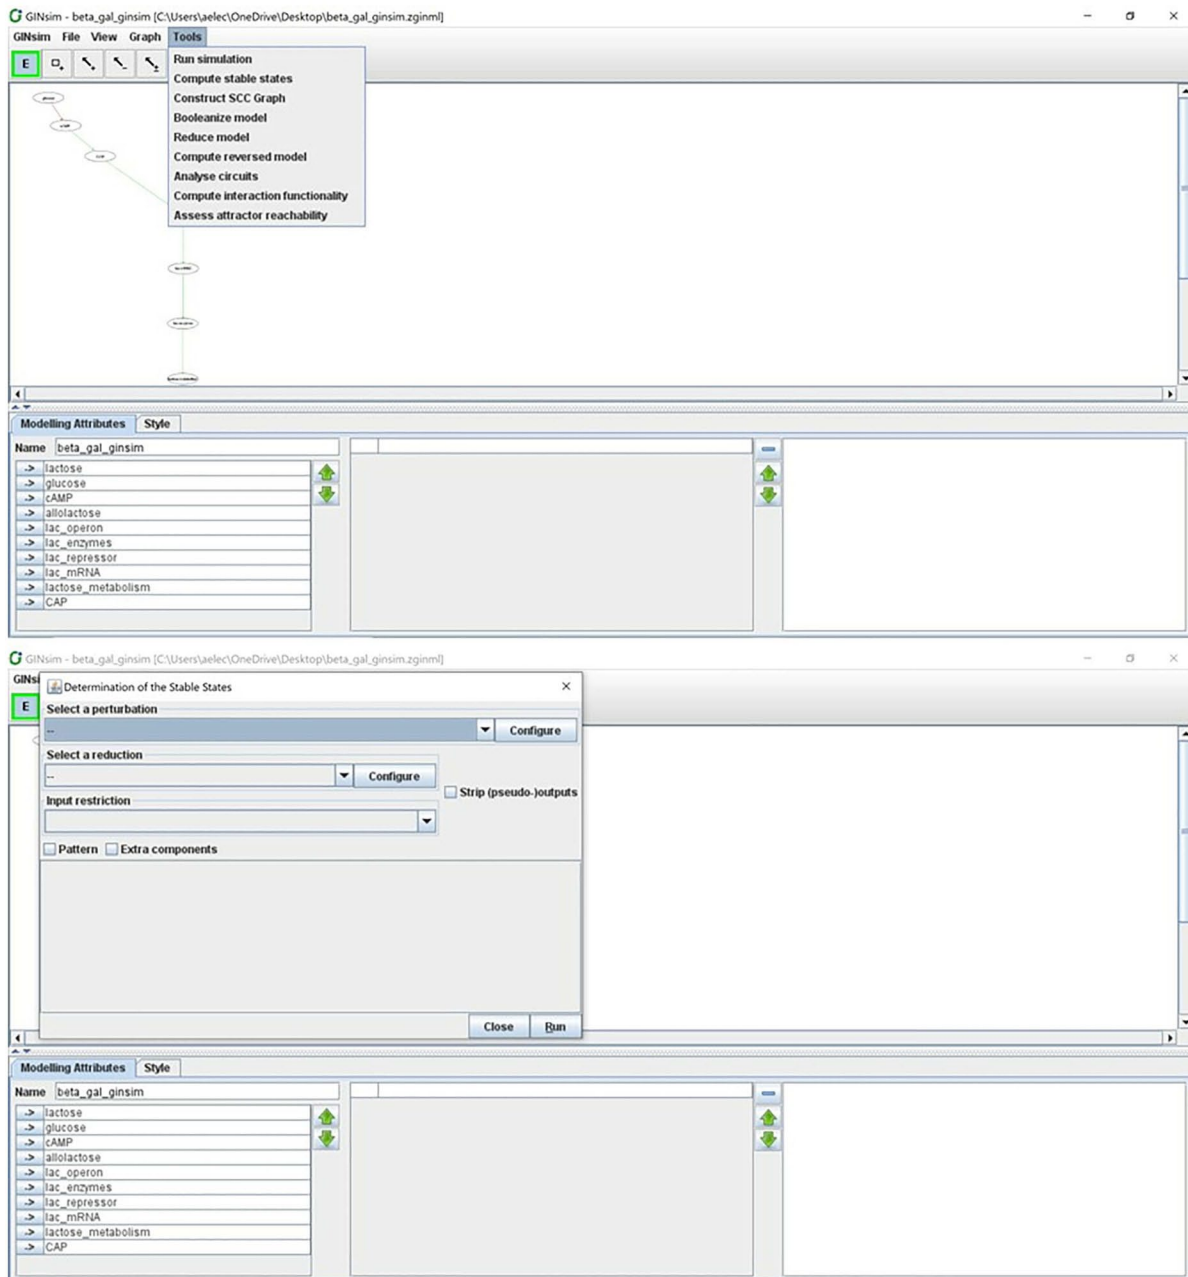 GINsim - beta_gal_ginsim [C:\Users\aelec\OneDrive\Desktop\beta_gal_ginsim.zginml]
GINsim File View Graph Tools
E
Run simulation
Compute stable states
Construct SCC Graph
Booleanize model
Reduce model
Compute reversed model
Analyse circuits
Compute interaction functionality
Assess attractor reachability
Modelling Attributes Style
Name beta_gal_ginsim
-> lactose
-> glucose
-> cAMP
-> allolactose
-> lac_operon
-> lac_enzymes
-> lac_repressor
-> lac_mRNA
-> lactose_metabolism
-> CAP
GINsim - beta_gal_ginsim [C:\Users\aelec\OneDrive\Desktop\beta_gal_ginsim.zginml]
GINsi
E
Determination of the Stable States
Select a perturbation
-- Configure
Select a reduction
-- Configure
Strip (pseudo-)outputs
Input restriction
Pattern Extra components
Close Run
Modelling Attributes Style
Name beta_gal_ginsim
-> lactose
-> glucose
-> cAMP
-> allolactose
-> lac_operon
-> lac_enzymes
-> lac_repressor
-> lac_mRNA
-> lactose_metabolism
-> CAP